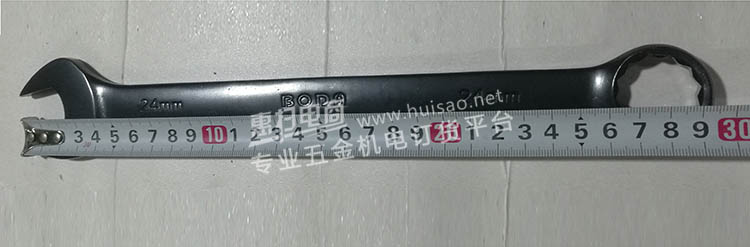 24mm BODA 24mm
重扫电商 www.huisao.net
专业五金机电订货平台
3 4 5 6 7 8 9 10 1 2 3 4 5 6 7 8 9 20 1 2 3 4 5 6 7 8 9 30